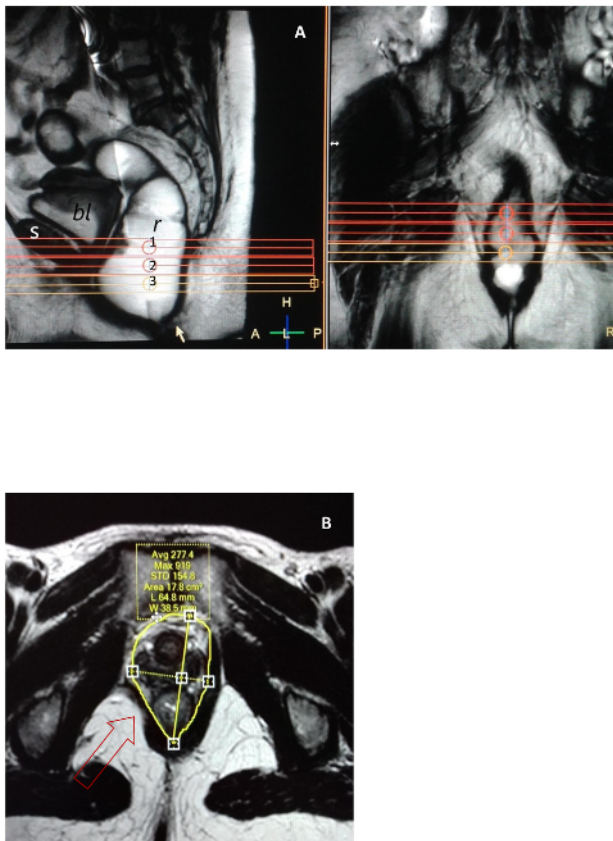 A
bl
r
S
1
2
3
H
A L P
R
B
Avg 277.4
Max 919
STD 154.8
Area 17.8 cm²
L 64.8 mm
W 38.5 mm